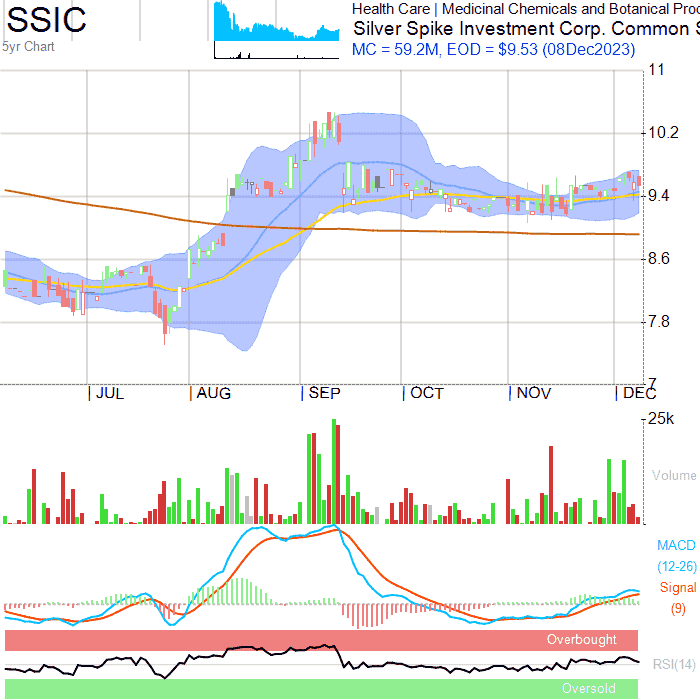 SSIC
5yr Chart
Health Care | Medicinal Chemicals and Botanical Pro
Silver Spike Investment Corp. Common S
MC = 59.2M, EOD = $9.53 (08Dec2023)
11
10.2
9.4
8.6
7.8
7
JUL AUG SEP OCT NOV DEC
25k
Volume
MACD
(12-26)
Signal
(9)
Overbought
RSI(14)
Oversold